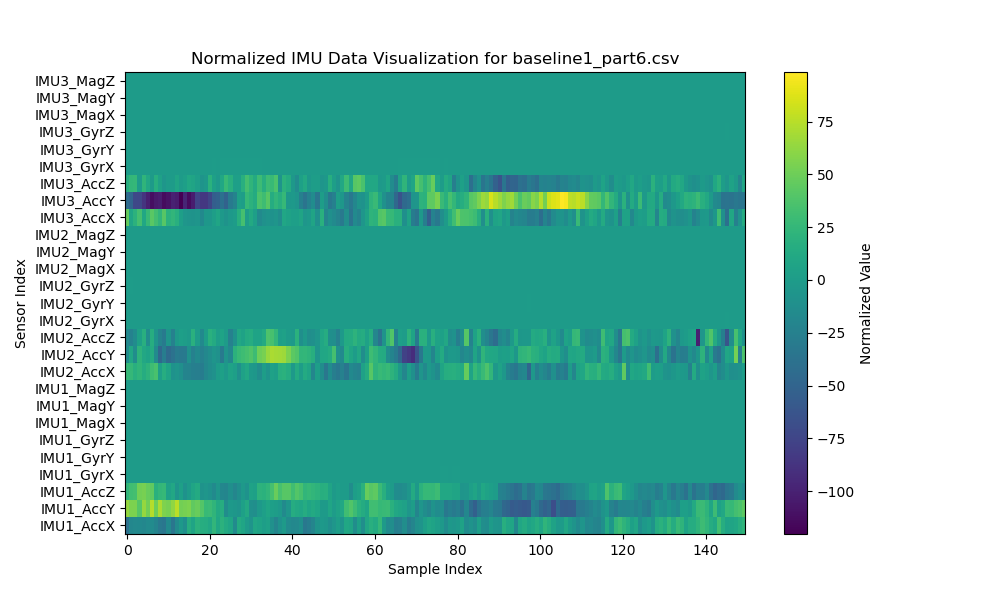 Normalized IMU Data Visualization for baseline1_part6.csv
IMU3_MagZ
IMU3_MagY
IMU3_MagX
IMU3_GyrZ
IMU3_GyrY
IMU3_GyrX
IMU3_AccZ
IMU3_AccY
IMU3_AccX
IMU2_MagZ
IMU2_MagY
IMU2_MagX
IMU2_GyrZ
IMU2_GyrY
IMU2_GyrX
IMU2_AccZ
IMU2_AccY
IMU2_AccX
IMU1_MagZ
IMU1_MagY
IMU1_MagX
IMU1_GyrZ
IMU1_GyrY
IMU1_GyrX
IMU1_AccZ
IMU1_AccY
IMU1_AccX
Sensor Index
0 20 40 60 80 100 120 140
Sample Index
75
50
25
0
−25
−50
−75
−100
Normalized Value